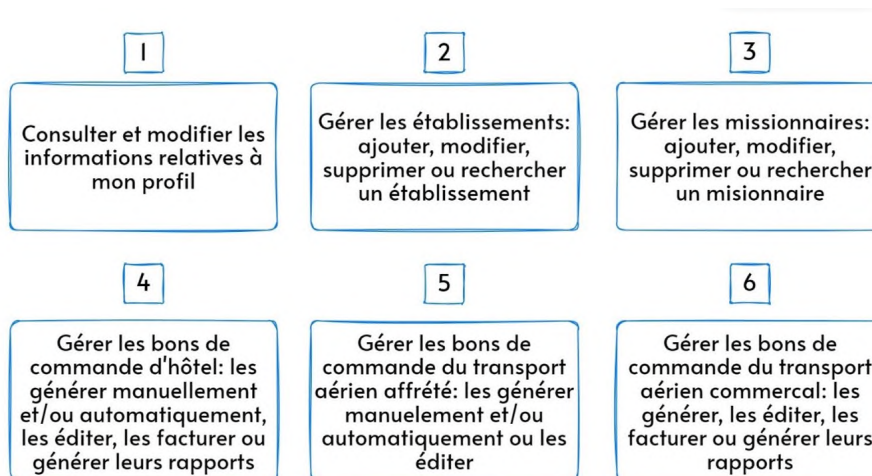 1
2
3
Consulter et modifier les
informations relatives à
mon profil
Gérer les établissements:
ajouter, modifier,
supprimer ou rechercher
un établissement
Gérer les missionnaires:
ajouter, modifier,
supprimer ou rechercher
un misionnaire
4
5
6
Gérer les bons de
commande d'hôtel: les
générer manuellement
et/ou automatiquement,
les éditer, les facturer ou
générer leurs rapports
Gérer les bons de
commande du transport
aérien affrété: les générer
manuelement et/ou
automatiquement ou les
éditer
Gérer les bons de
commande du transport
aérien commercal: les
générer, les éditer, les
facturer ou générer leurs
rapports